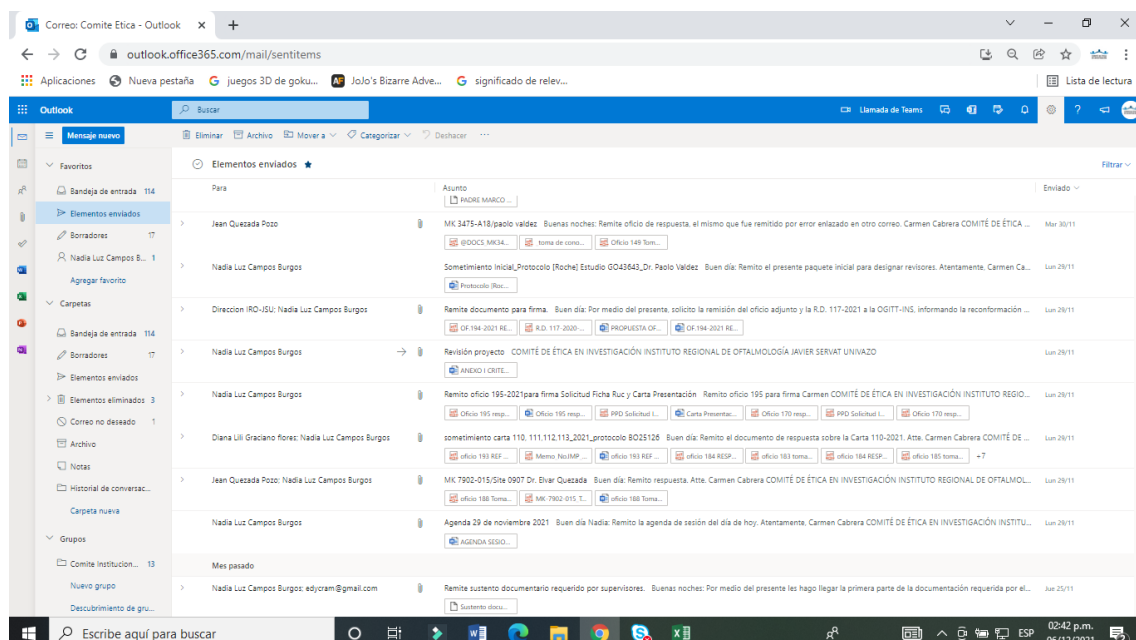 Correo: Comite Etica - Outlook
outlook.office365.com/mail/sentitems
Aplicaciones Nueva pestaña juegos 3D de goku... JoJo's Bizarre Adve... significado de relev... Lista de lectura
Outlook Buscar Llamada de Teams
Mensaje nuevo Eliminar Archivo Mover a Categorizar Deshacer ...
Favoritos
Bandeja de entrada 114
Elementos enviados
Borradores 17
Nadia Luz Campos B... 1
Agregar favorito
Carpetas
Bandeja de entrada 114
Borradores 17
Elementos enviados
Elementos eliminados 3
Correo no deseado 1
Archivo
Notas
Historial de conversac...
Carpeta nueva
Grupos
Comite Institucion... 13
Nuevo grupo
Descubrimiento de gru...
Elementos enviados Filtrar
Para Asunto Enviado
PADRE MARCO ...
Jean Quezada Pozo MK 3475-A18/paolo valdez Buenas noches: Remite oficio de respuesta, el mismo que fue remitido por error enlazado en otro correo. Carmen Cabrera COMITÉ DE ÉTICA ... Mar 30/11
@DOCS_MK34... toma de cono... Oficio 149 Tom...
Nadia Luz Campos Burgos Sometimiento Inicial_Protocolo [Roche] Estudio GO43643_Dr. Paolo Valdez Buen día: Remito el presente paquete inicial para designar revisores. Atentamente, Carmen Ca... Lun 29/11
Protocolo [Roc...
Direccion IRO-JSU; Nadia Luz Campos Burgos Remite documento para firma. Buen día: Por medio del presente, solicito la remisión del oficio adjunto y la R.D. 117-2021 a la OGITT-INS, informando la reconformación ... Lun 29/11
OF.194-2021 RE... R.D. 117-2020-... PROPUESTA OF... OF.194-2021 RE...
Nadia Luz Campos Burgos Revisión proyecto COMITÉ DE ÉTICA EN INVESTIGACIÓN INSTITUTO REGIONAL DE OFTALMOLOGÍA JAVIER SERVAT UNIVAZO Lun 29/11
ANEXO I CRITE...
Nadia Luz Campos Burgos Remito oficio 195-2021para firma Solicitud Ficha Ruc y Carta Presentación Remito oficio 195 para firma Carmen COMITÉ DE ÉTICA EN INVESTIGACIÓN INSTITUTO REGIO... Lun 29/11
Oficio 195 resp... Oficio 195 resp... PPD Solicitud I... Carta Presentac... Oficio 170 resp... PPD Solicitud I... Oficio 170 resp...
Diana Lili Graciano flores; Nadia Luz Campos Burgos sometimiento carta 110, 111,112,113_2021_protocolo BO25126 Buen día: Remito el documento de respuesta sobre la Carta 110-2021. Atte. Carmen Cabrera COMITÉ DE ... Lun 29/11
oficio 193 REF ... Memo_NoJMP ... oficio 193 REF ... oficio 184 RESP... oficio 183 toma... oficio 184 RESP... oficio 185 toma... +7
Jean Quezada Pozo; Nadia Luz Campos Burgos MK 7902-015/Site 0907 Dr. Elvar Quezada Buen día: Remito respuesta. Atte. Carmen Cabrera COMITÉ DE ÉTICA EN INVESTIGACIÓN INSTITUTO REGIONAL DE OFTALMOL... Lun 29/11
oficio 188 Toma... MK-7902-015_T... oficio 188 Toma...
Nadia Luz Campos Burgos Agenda 29 de noviembre 2021 Buen día Nadia: Remito la agenda de sesión del día de hoy. Atentamente, Carmen Cabrera COMITÉ DE ÉTICA EN INVESTIGACIÓN INSTITU... Lun 29/11
AGENDA SESIO...
Mes pasado
Nadia Luz Campos Burgos; edycram@gmail.com Remite sustento documentario requerido por supervisores. Buenas noches: Por medio del presente les hago llegar la primera parte de la documentación requerida por el... Jue 25/11
Sustento docu...
Escribe aquí para buscar ESP 02:42 p.m.
06/12/2021